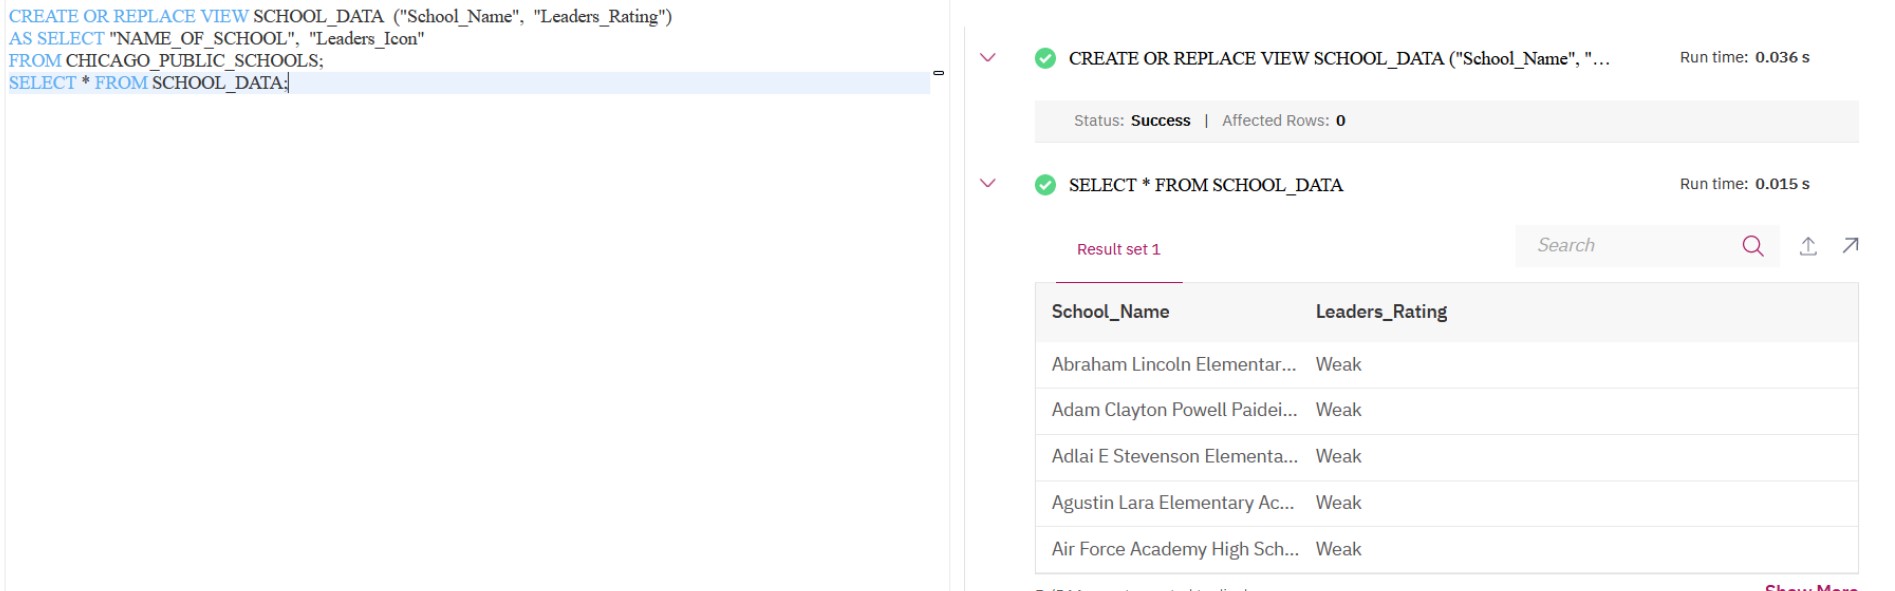 CREATE OR REPLACE VIEW SCHOOL_DATA ("School_Name", "Leaders_Rating")
AS SELECT "NAME_OF_SCHOOL", "Leaders_Icon"
FROM CHICAGO_PUBLIC_SCHOOLS;
SELECT * FROM SCHOOL_DATA;
CREATE OR REPLACE VIEW SCHOOL_DATA ("School_Name", "... Run time: 0.036 s
Status: Success | Affected Rows: 0
SELECT * FROM SCHOOL_DATA Run time: 0.015 s
Result set 1 Search
School_Name Leaders_Rating
Abraham Lincoln Elementar... Weak
Adam Clayton Powell Paidei... Weak
Adlai E Stevenson Elementa... Weak
Agustin Lara Elementary Ac... Weak
Air Force Academy High Sch... Weak
Show More